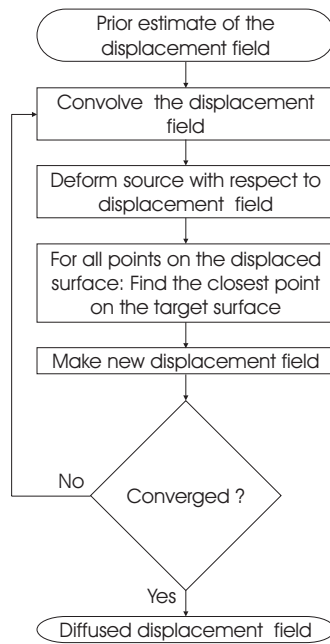 Prior estimate of the
displacement field
Convolve the displacement
field
Deform source with respect to
displacement field
For all points on the displaced
surface: Find the closest point
on the target surface
Make new displacement field
No
Converged ?
Yes
Diffused displacement field